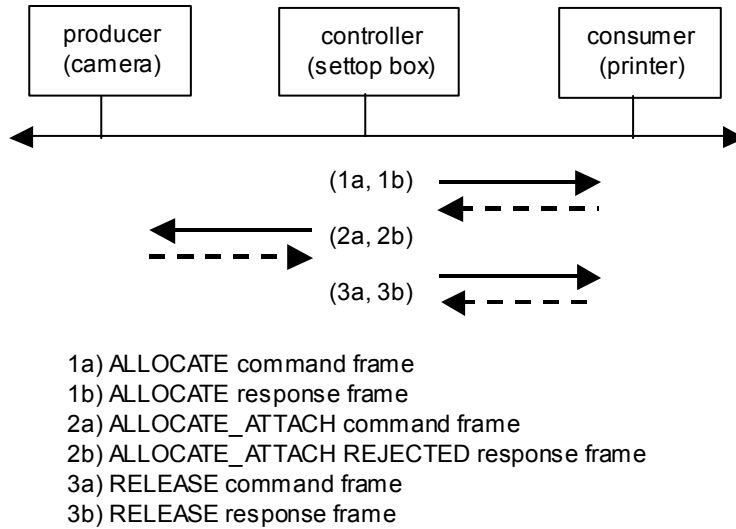 producer
(camera)
controller
(settop box)
consumer
(printer)
(1a, 1b)
(2a, 2b)
(3a, 3b)
1a) ALLOCATE command frame
1b) ALLOCATE response frame
2a) ALLOCATE_ATTACH command frame
2b) ALLOCATE_ATTACH REJECTED response frame
3a) RELEASE command frame
3b) RELEASE response frame